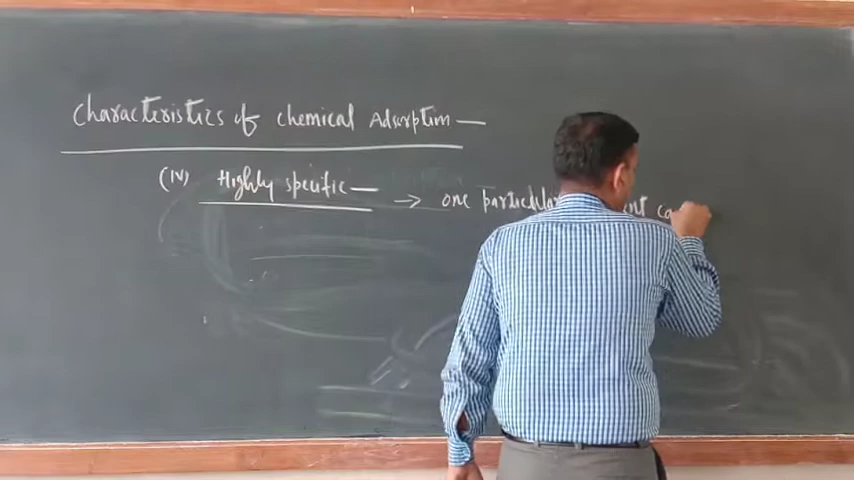 Characteristics of chemical Adsorption —
(iv) Highly specific — → one particular